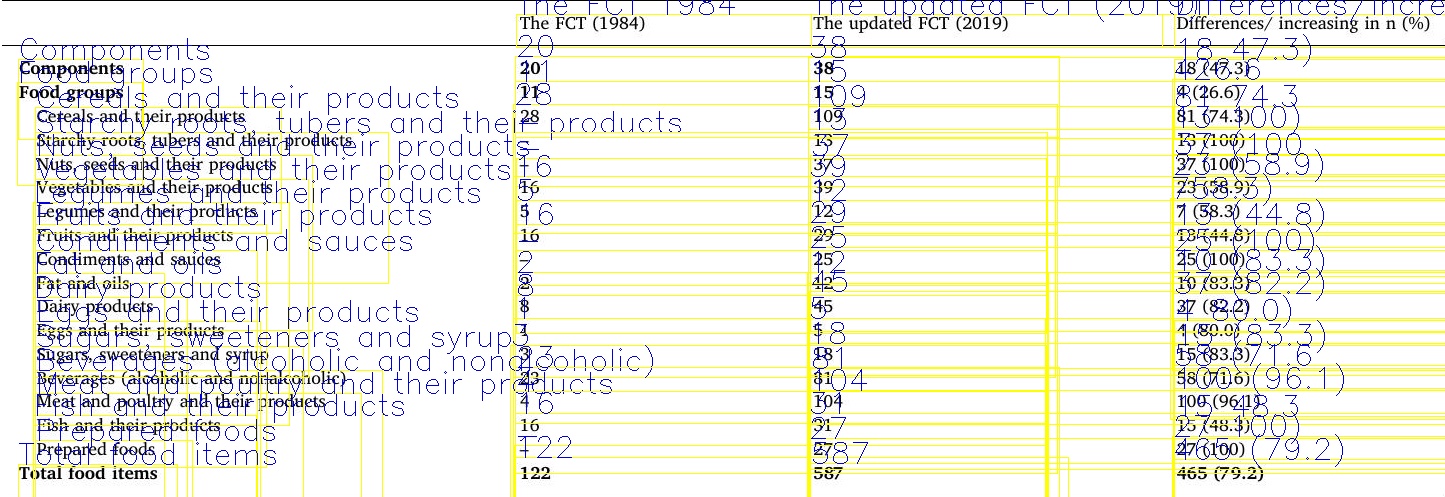 The FCT (1984) The updated FCT (2019) Differences/ increasing in n (%)
Components 20 38 18 (47.3)
Food groups 11 15 4 (26.6)
Cereals and their products 28 109 81 (74.3)
Starchy roots, tubers and their products – 13 13 (100)
Nuts, seeds and their products – 37 37 (100)
Vegetables and their products 16 39 23 (58.9)
Legumes and their products 5 12 7 (58.3)
Fruits and their products 16 29 13 (44.8)
Condiments and sauces – 25 25 (100)
Fat and oils 2 12 10 (83.3)
Dairy products 8 45 37 (82.2)
Eggs and their products 1 5 4 (80.0)
Sugars, sweeteners and syrup 3 18 15 (83.3)
Beverages (alcoholic and nonalcoholic) 23 81 58 (71.6)
Meat and poultry and their products 4 104 100 (96.1)
Fish and their products 16 31 15 (48.3)
Prepared foods – 27 27 (100)
Total food items 122 587 465 (79.2)